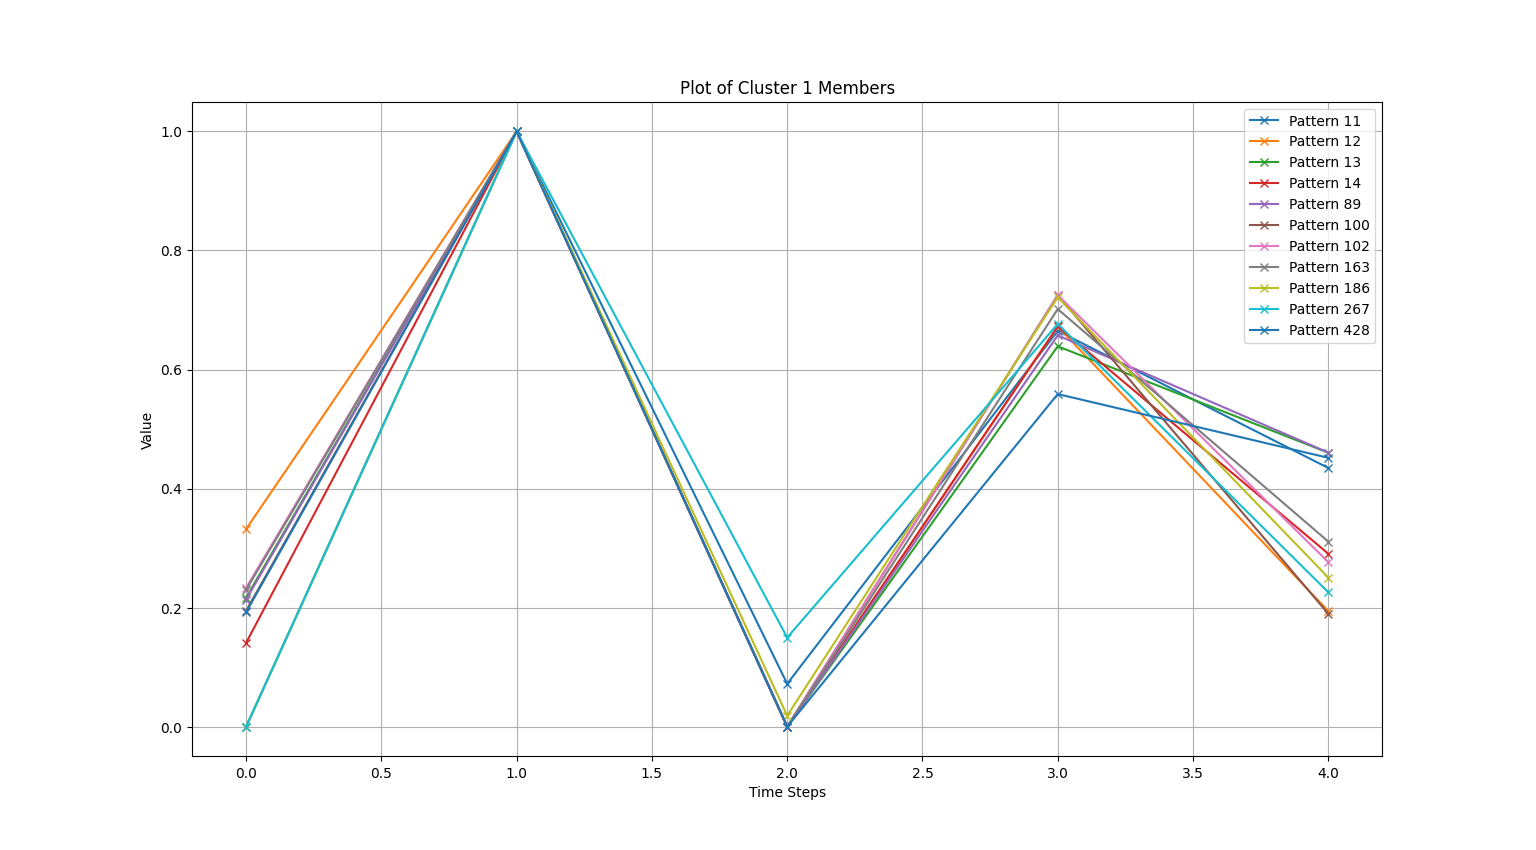 Plot of Cluster 1 Members
1.0
0.8
0.6
0.4
0.2
0.0
Value
0.0 0.5 1.0 1.5 2.0 2.5 3.0 3.5 4.0
Time Steps
Pattern 11
Pattern 12
Pattern 13
Pattern 14
Pattern 89
Pattern 100
Pattern 102
Pattern 163
Pattern 186
Pattern 267
Pattern 428